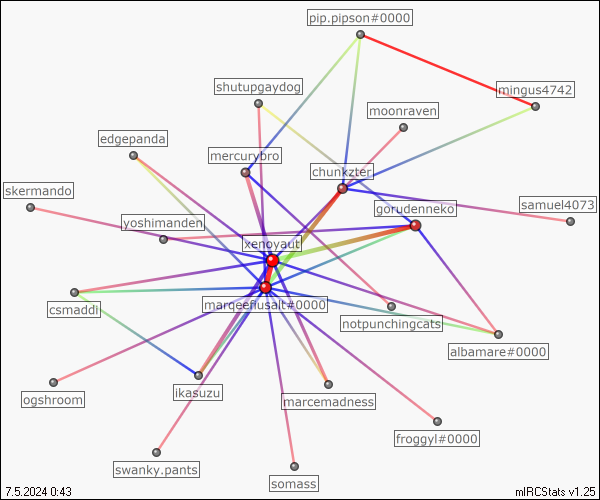 pip.pipson#0000
shutupgaydog
mingus4742
moonraven
edgepanda
mercurybro
chunkzter
skermando
gorudenneko
samuel4073
yoshimanden
xenoyaut
marqeeflusalt#0000
csmaddi
notpunchingcats
albamare#0000
ogshroom
ikasuzu
marcemadness
froggyl#0000
swanky.pants
somass
7.5.2024 0:43
mIRCStats v1.25